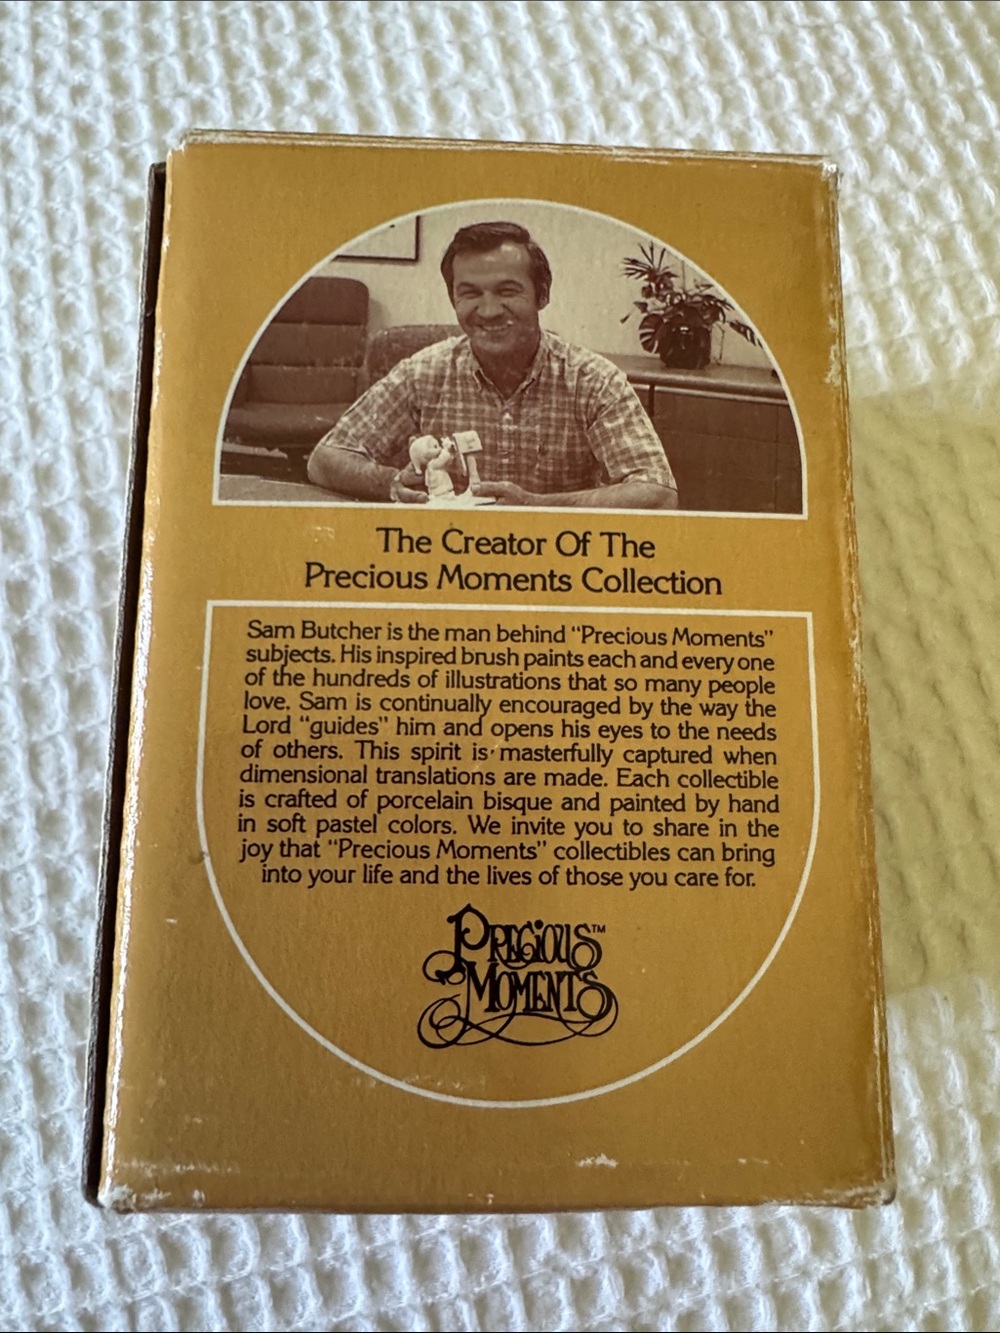 The Creator Of The
Precious Moments Collection
Sam Butcher is the man behind "Precious Moments"
subjects. His inspired brush paints each and every one
of the hundreds of illustrations that so many people
love. Sam is continually encouraged by the way the
Lord "guides" him and opens his eyes to the needs
of others. This spirit is masterfully captured when
dimensional translations are made. Each collectible
is crafted of porcelain bisque and painted by hand
in soft pastel colors. We invite you to share in the
joy that "Precious Moments" collectibles can bring
into your life and the lives of those you care for.
PRECIOUS™
MOMENTS